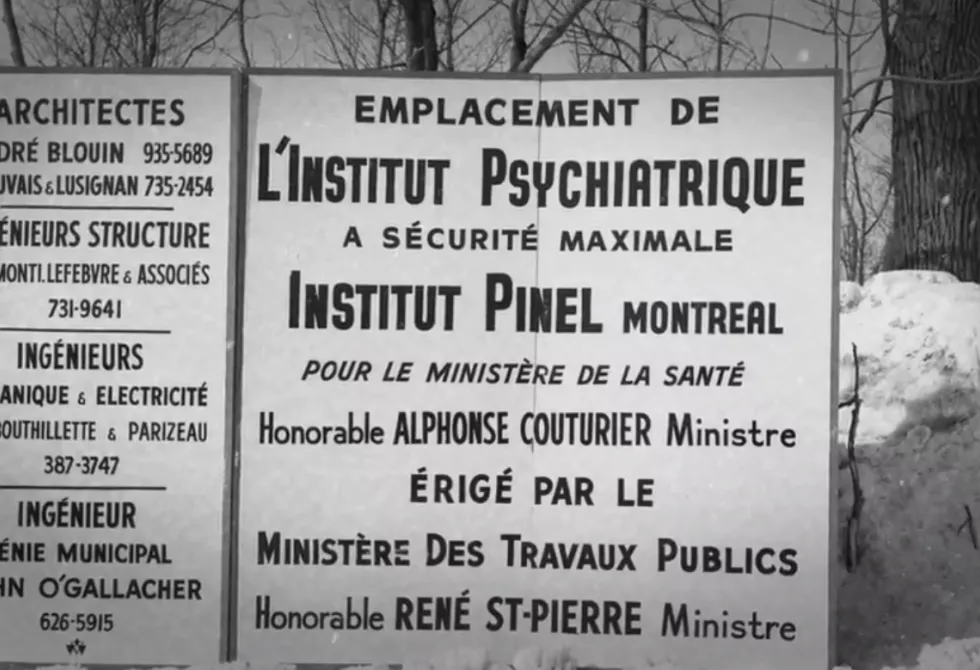 ARCHITECTES
DRÉ BLOUIN 935-5689
UVAIS & LUSIGNAN 735-2454
ÉNIEURS STRUCTURE
MONTI. LEFEBVRE & ASSOCIÉS
731-9641
INGÉNIEURS
ANIQUE & ELECTRICITÉ
BOUTHILLETTE & PARIZEAU
387-3747
INGÉNIEUR
ÉNIE MUNICIPAL
HN O'GALLACHER
626-5915
EMPLACEMENT DE
L'INSTITUT PSYCHIATRIQUE
A SÉCURITÉ MAXIMALE
INSTITUT PINEL MONTREAL
POUR LE MINISTÈRE DE LA SANTÉ
Honorable ALPHONSE COUTURIER Ministre
ÉRIGÉ PAR LE
MINISTÈRE DES TRAVAUX PUBLICS
Honorable RENÉ ST-PIERRE Ministre